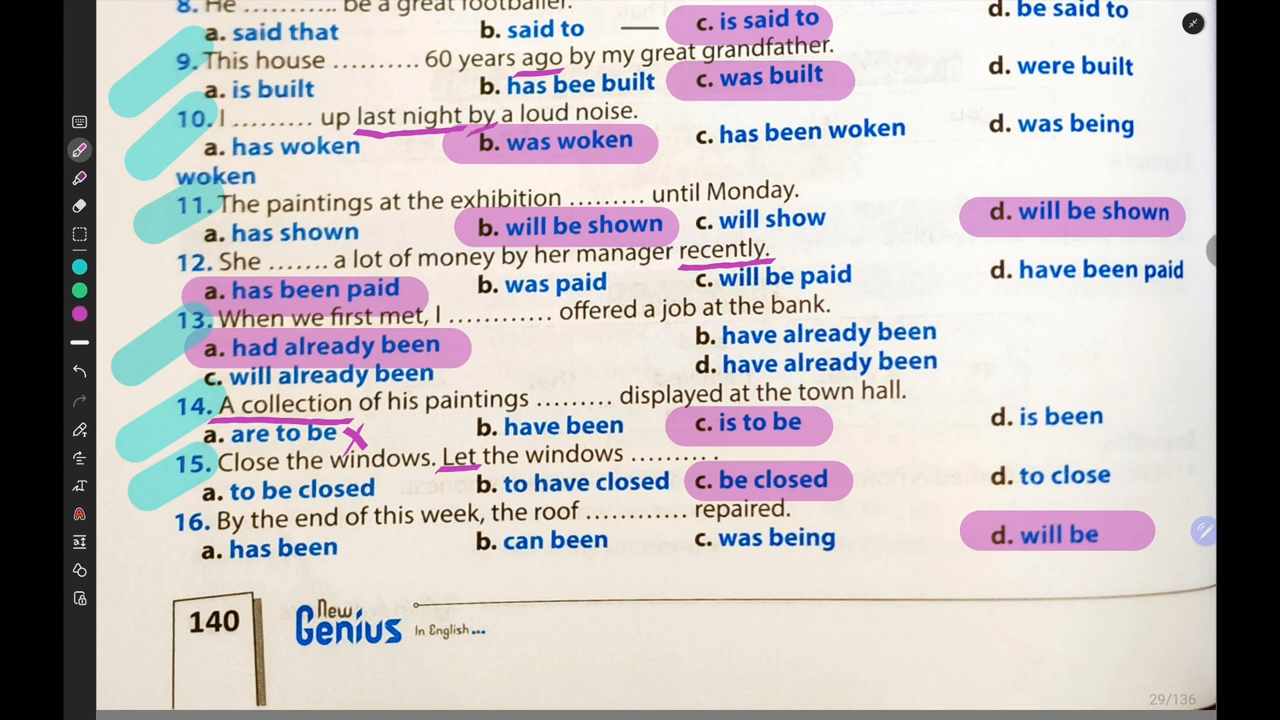 8. He ........... be a great footballer.
a. said that b. said to c. is said to d. be said to
9. This house .......... 60 years ago by my great grandfather.
a. is built b. has bee built c. was built d. were built
10. I ......... up last night by a loud noise.
a. has woken b. was woken c. has been woken d. was being
woken
11. The paintings at the exhibition ......... until Monday.
a. has shown b. will be shown c. will show d. will be shown
12. She ....... a lot of money by her manager recently.
a. has been paid b. was paid c. will be paid d. have been paid
13. When we first met, I ............ offered a job at the bank.
a. had already been b. have already been
c. will already been d. have already been
14. A collection of his paintings ......... displayed at the town hall.
a. are to be b. have been c. is to be d. is been
15. Close the windows. Let the windows ......... .
a. to be closed b. to have closed c. be closed d. to close
16. By the end of this week, the roof ............ repaired.
a. has been b. can been c. was being d. will be
140
New
Genius
In English...
29/136